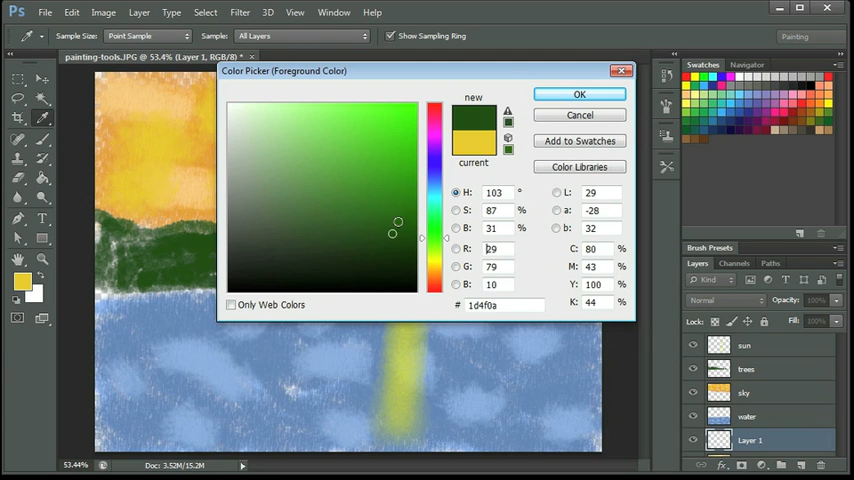 Ps File Edit Image Layer Type Select Filter 3D View Window Help
Sample Size: Point Sample Sample: All Layers Show Sampling Ring Painting
painting-tools.JPG @ 53.4% (Layer 1, RGB/8) * ×
Color Picker (Foreground Color)
new
current
OK
Cancel
Add to Swatches
Color Libraries
H: 103 ° L: 29
S: 87 % a: -28
B: 31 % b: 32
R: 29 C: 80 %
G: 79 M: 43 %
B: 10 Y: 100 %
# 1d4f0a K: 44 %
Only Web Colors
Swatches Navigator
Brush Presets
Layers Channels Paths
Kind
Normal Opacity: 100%
Lock: Fill: 100%
sun
trees
sky
water
Layer 1
fx
53.44% Doc: 3.52M/15.2M